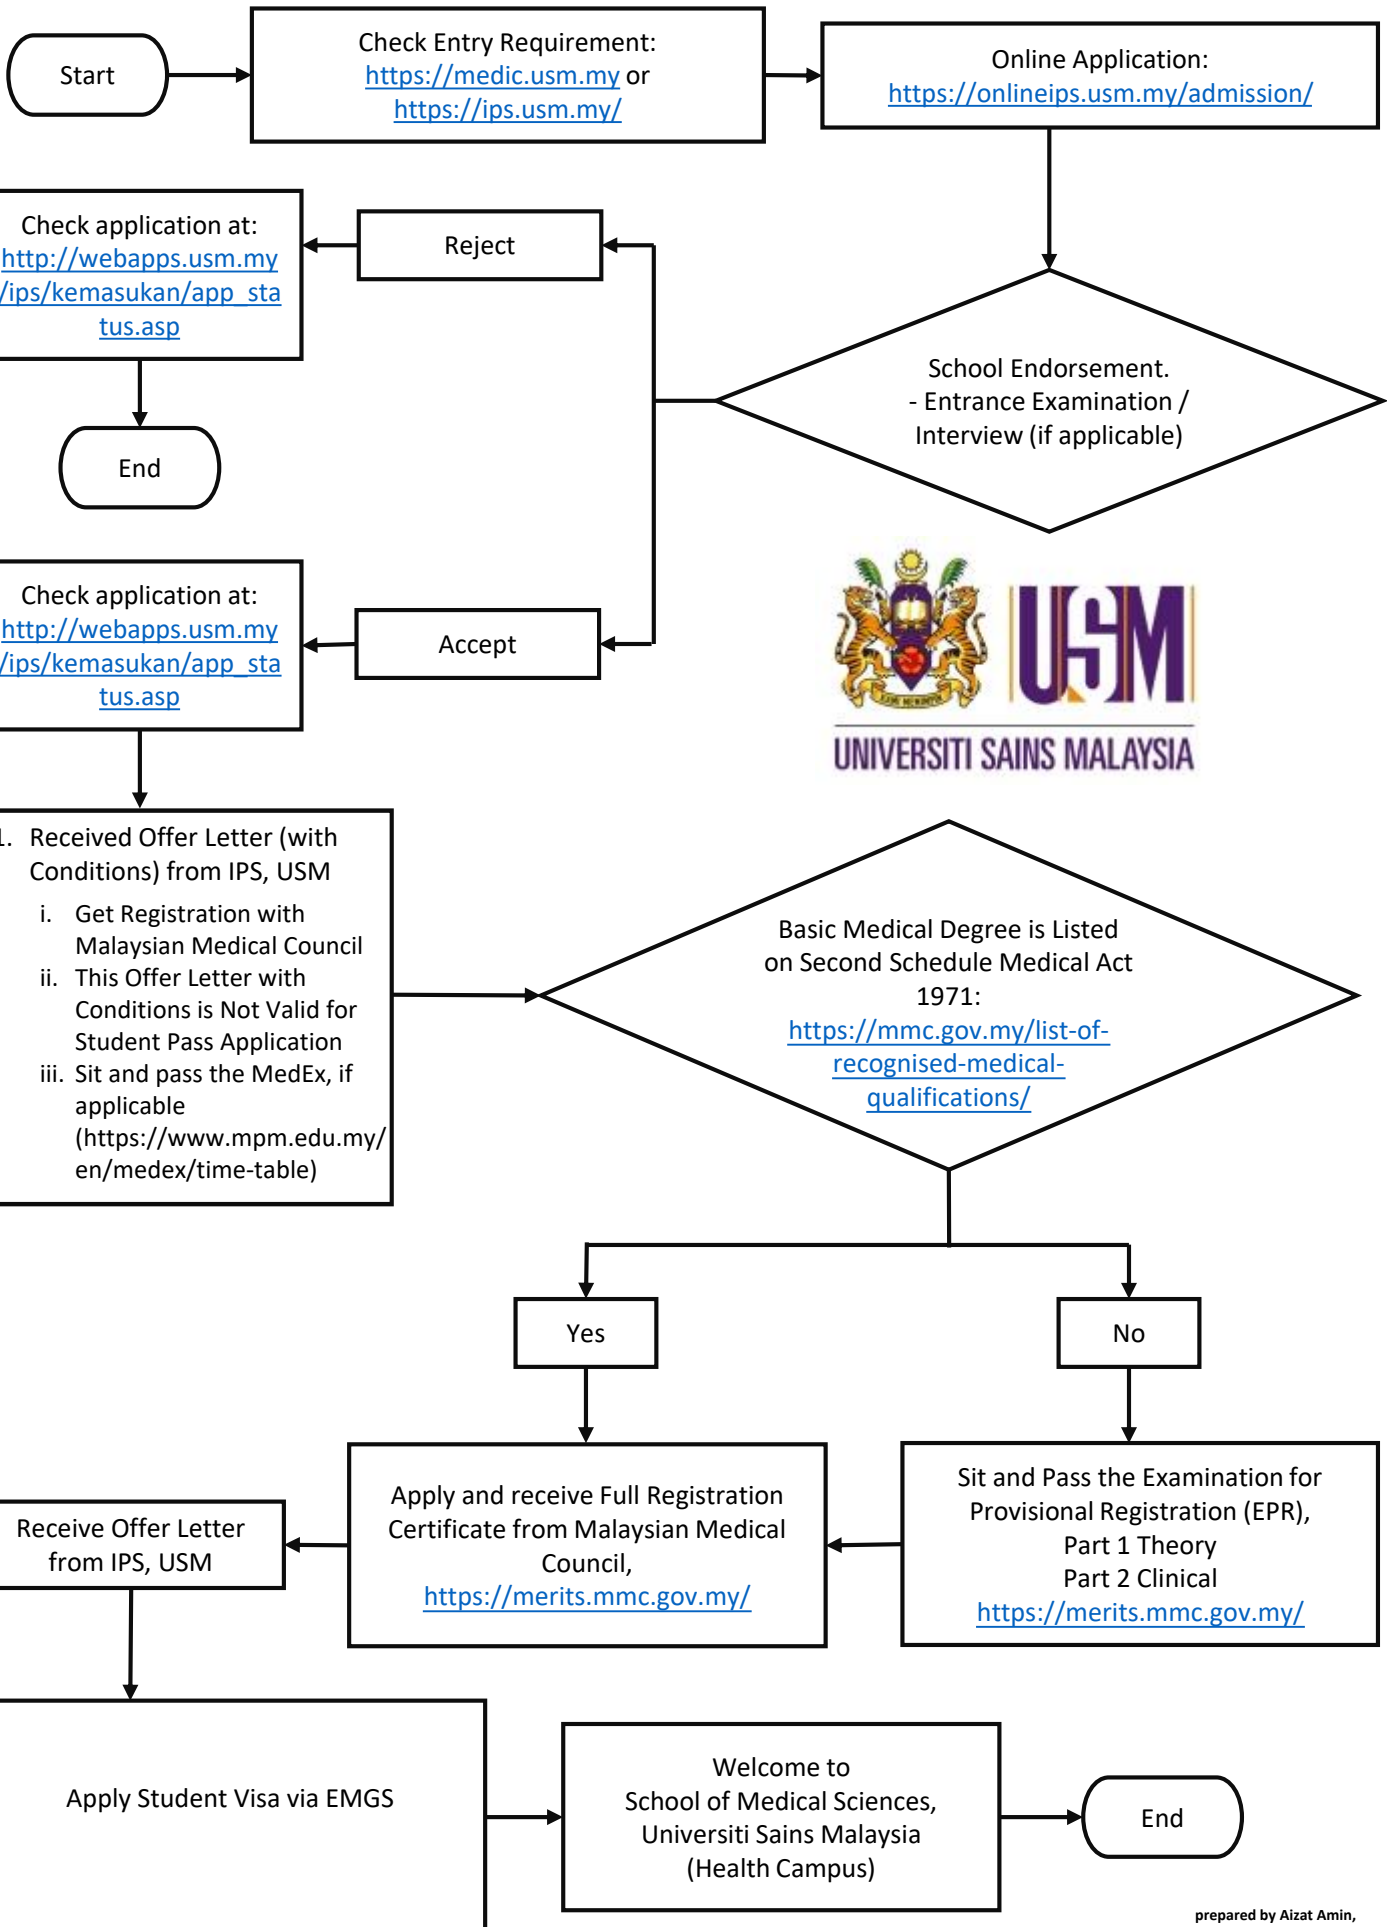 Start
Check Entry Requirement:
https://medic.usm.my or
https://ips.usm.my/
Online Application:
https://onlineips.usm.my/admission/
Check application at:
http://webapps.usm.my
/ips/kemasukan/app_sta
tus.asp
Reject
School Endorsement.
- Entrance Examination /
Interview (if applicable)
End
Check application at:
http://webapps.usm.my
/ips/kemasukan/app_sta
tus.asp
Accept
USM
UNIVERSITI SAINS MALAYSIA
1. Received Offer Letter (with
Conditions) from IPS, USM
i. Get Registration with
Malaysian Medical Council
ii. This Offer Letter with
Conditions is Not Valid for
Student Pass Application
iii. Sit and pass the MedEx, if
applicable
(https://www.mpm.edu.my/
en/medex/time-table)
Basic Medical Degree is Listed
on Second Schedule Medical Act
1971:
https://mmc.gov.my/list-of-
recognised-medical-
qualifications/
Yes
No
Receive Offer Letter
from IPS, USM
Apply and receive Full Registration
Certificate from Malaysian Medical
Council,
https://merits.mmc.gov.my/
Sit and Pass the Examination for
Provisional Registration (EPR),
Part 1 Theory
Part 2 Clinical
https://merits.mmc.gov.my/
Apply Student Visa via EMGS
Welcome to
School of Medical Sciences,
Universiti Sains Malaysia
(Health Campus)
End
prepared by Aizat Amin,